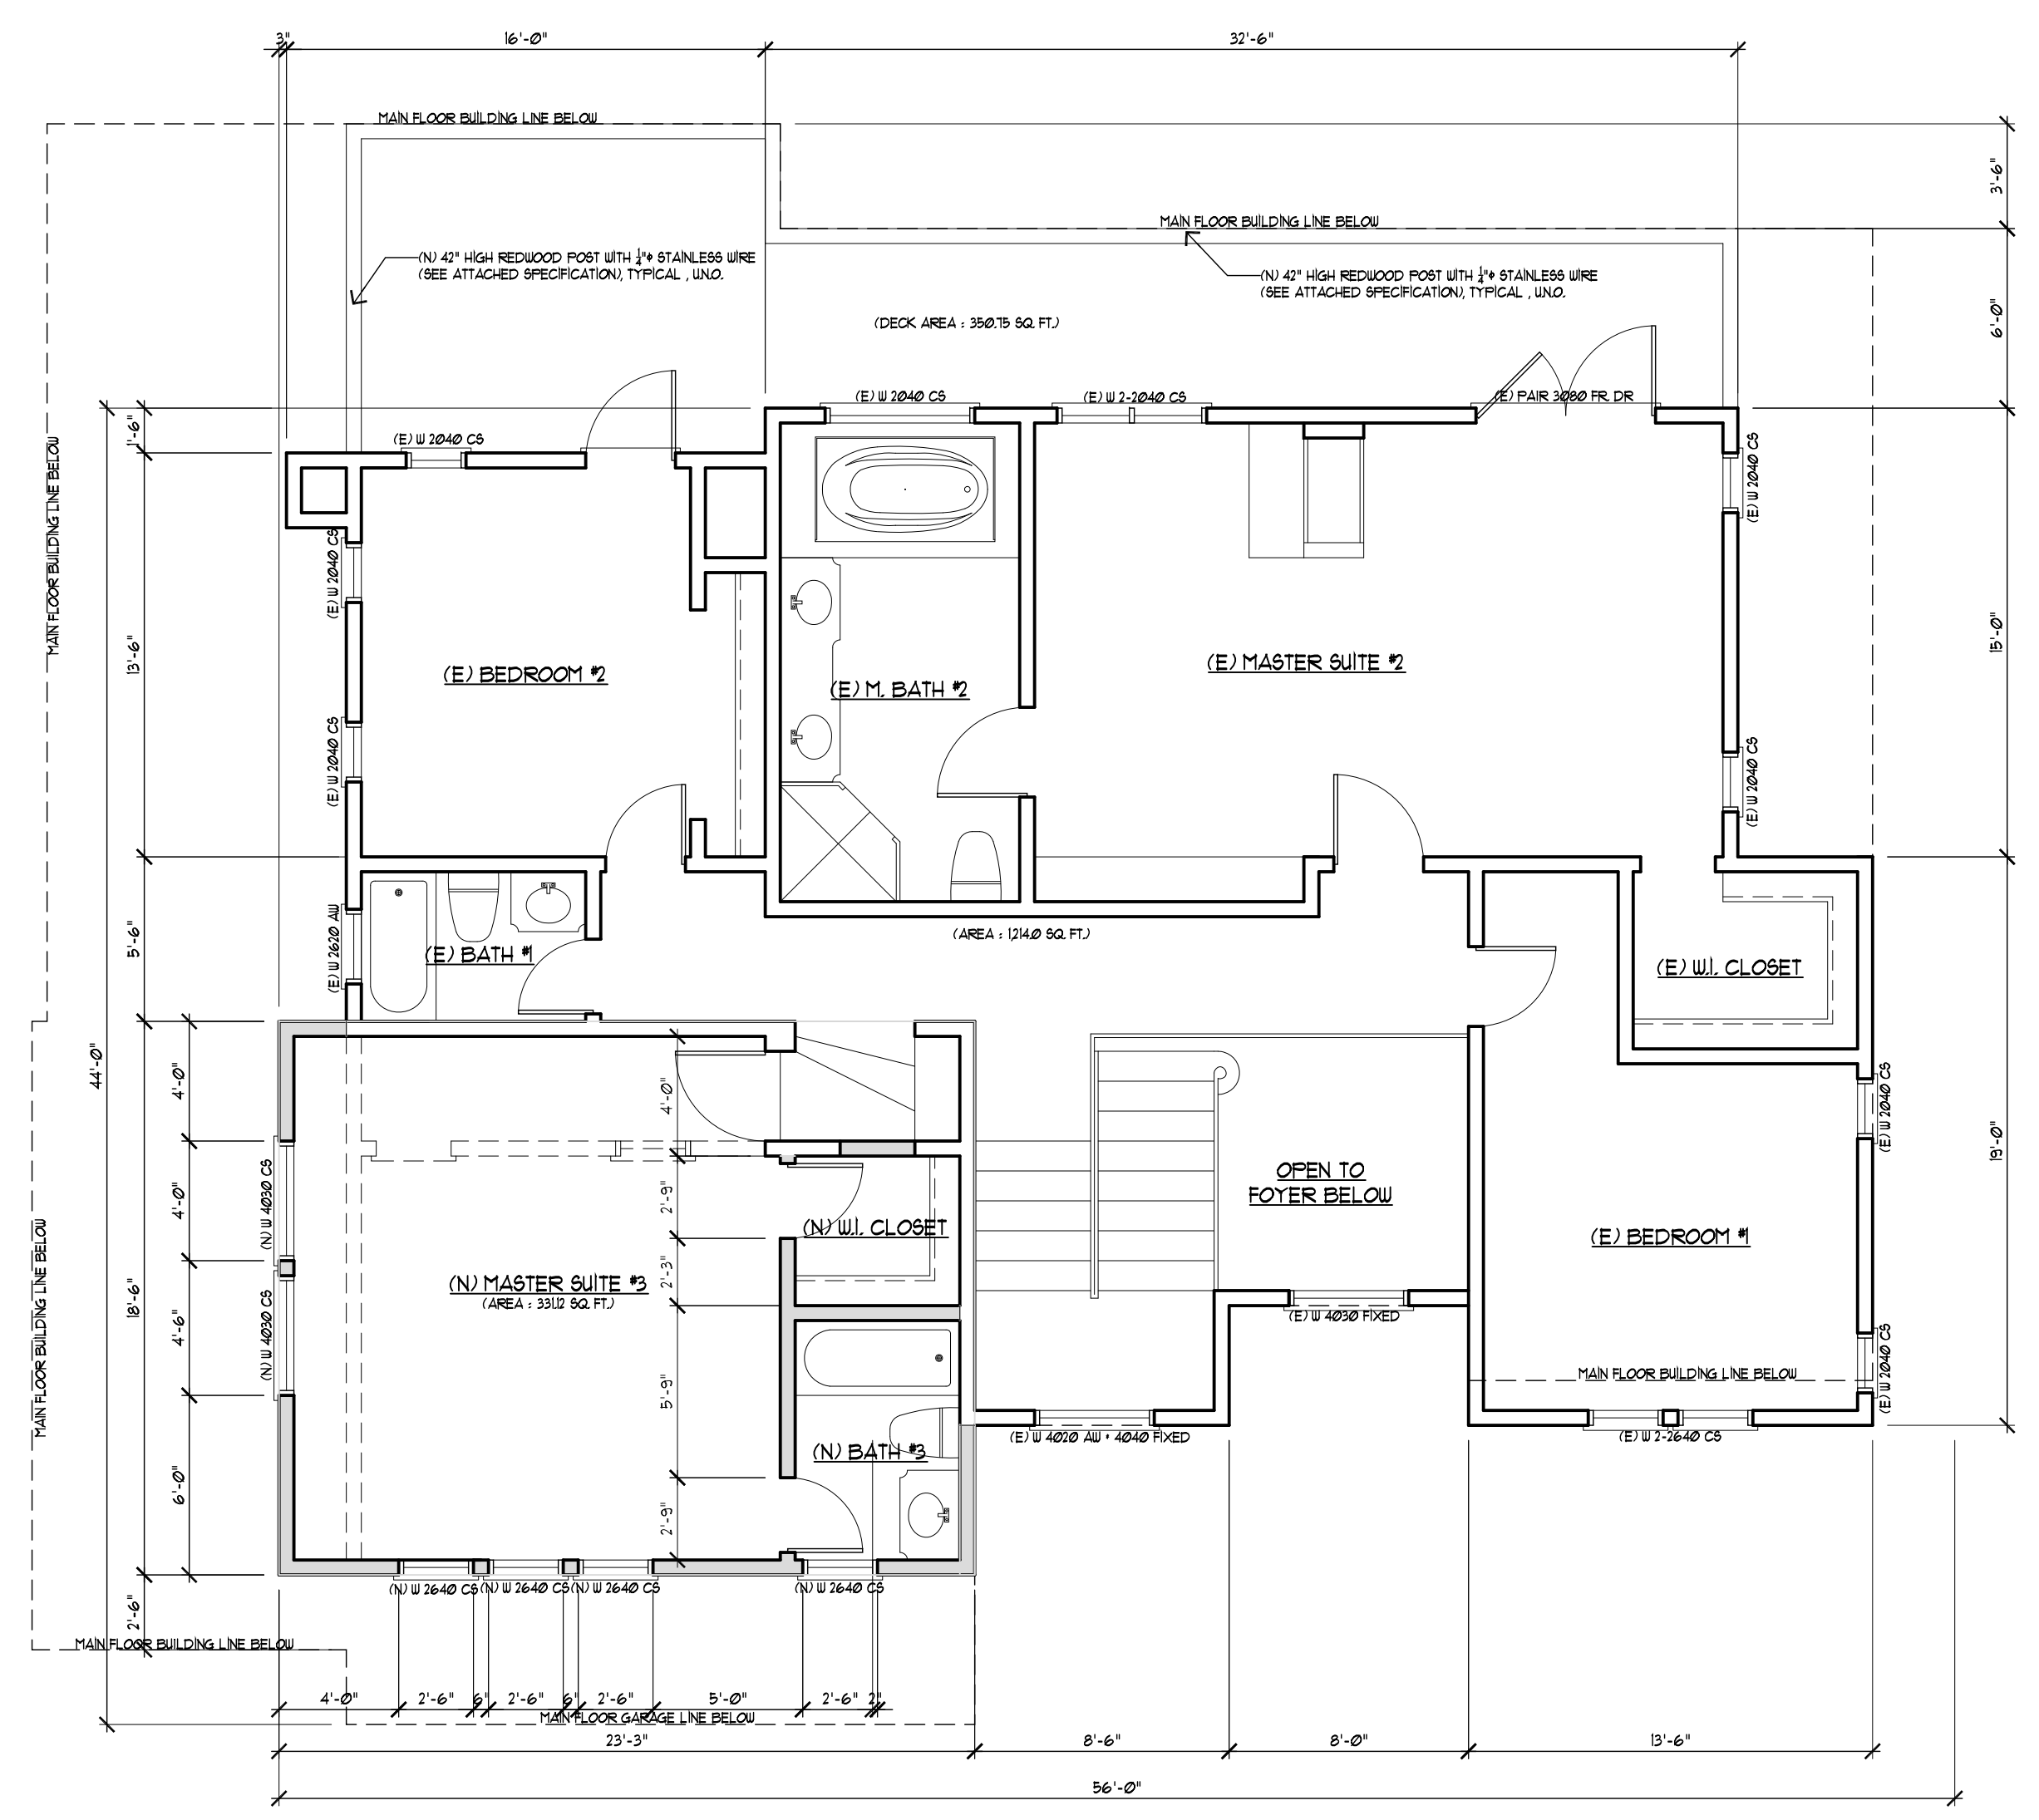 3"
16'-0"
32'-6"
MAIN FLOOR BUILDING LINE BELOW
3'-6"
MAIN FLOOR BUILDING LINE BELOW
(N) 42" HIGH REDWOOD POST WITH 1/4"ϕ STAINLESS WIRE
(SEE ATTACHED SPECIFICATION), TYPICAL , U.N.O.
(N) 42" HIGH REDWOOD POST WITH 1/4"ϕ STAINLESS WIRE
(SEE ATTACHED SPECIFICATION), TYPICAL , U.N.O.
(DECK AREA : 350.75 SQ. FT.)
6'-0"
1'-6"
(E) W 2040 CS
(E) W 2040 CS
(E) W 2-2040 CS
(E) PAIR 3080 FR. DR
MAIN FLOOR BUILDING LINE BELOW
(E) W 2040 CS
(E) W 2040 CS
13'-6"
(E) BEDROOM #2
(E) M. BATH #2
(E) MASTER SUITE #2
15'-0"
(E) W 2040 CS
(E) W 2040 CS
5'-6"
(E) W 2620 AW
(E) BATH #1
(AREA : 1,214.0 SQ. FT.)
(E) W.I. CLOSET
44'-0"
4'-0"
4'-0"
(E) W 2040 CS
19'-0"
4'-0"
(N) W 4030 CS
2'-9"
(N) W.I. CLOSET
OPEN TO
FOYER BELOW
(E) BEDROOM #1
MAIN FLOOR BUILDING LINE BELOW
18'-6"
4'-6"
(N) W 4030 CS
(N) MASTER SUITE #3
(AREA : 331.12 SQ. FT.)
2'-3"
(E) W 4030 FIXED
5'-9"
MAIN FLOOR BUILDING LINE BELOW
(E) W 2040 CS
(N) BATH #3
(E) W 4020 AW + 4040 FIXED
(E) W 2-2640 CS
6'-0"
2'-9"
(N) W 2640 CS
(N) W 2640 CS
(N) W 2640 CS
(N) W 2640 CS
2'-6"
MAIN FLOOR BUILDING LINE BELOW
4'-0"
2'-6"
6"
2'-6"
6"
2'-6"
5'-0"
2'-6"
2"
MAIN FLOOR GARAGE LINE BELOW
23'-3"
8'-6"
8'-0"
13'-6"
56'-0"